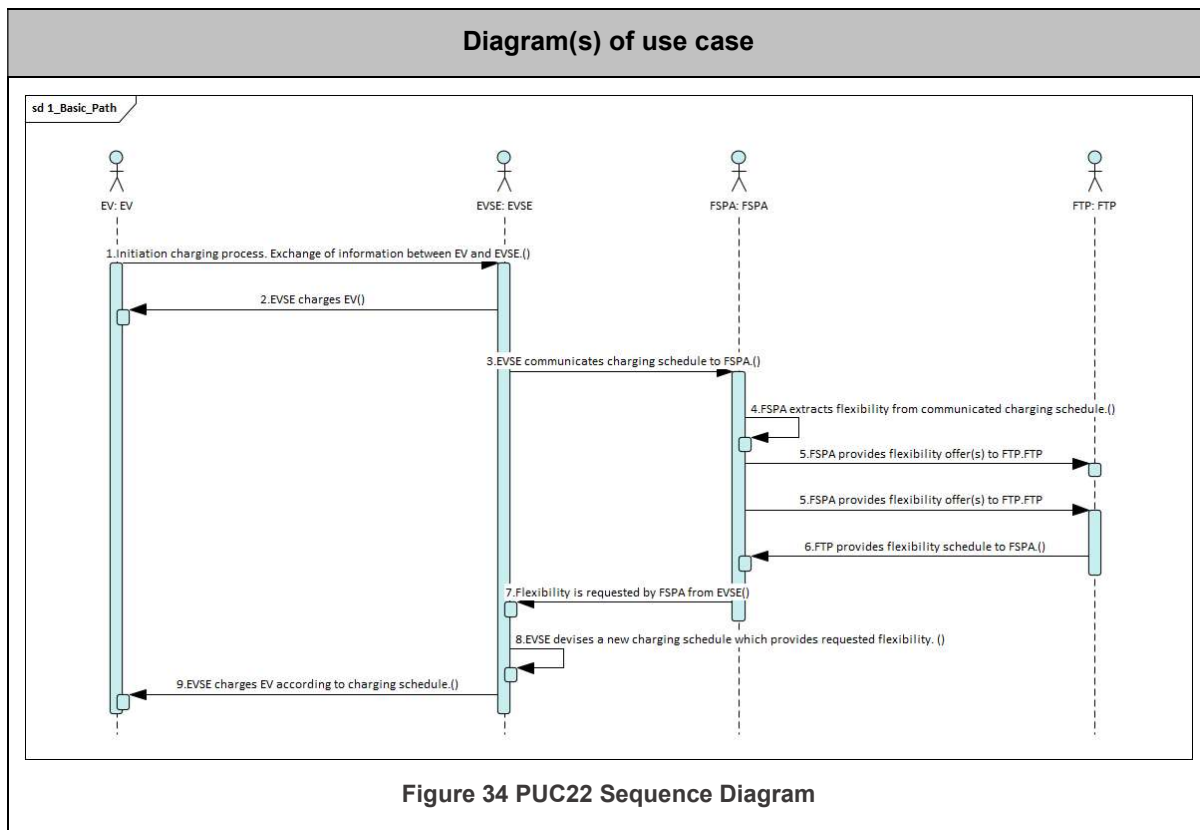 Diagram(s) of use case
sd 1_Basic_Path
EV: EV
EVSE: EVSE
FSPA: FSPA
FTP: FTP
1.Initiation charging process. Exchange of information between EV and EVSE.()
2.EVSE charges EV()
3.EVSE communicates charging schedule to FSPA.()
4.FSPA extracts flexibility from communicated charging schedule.()
5.FSPA provides flexibility offer(s) to FTP.FTP
5.FSPA provides flexibility offer(s) to FTP.FTP
6.FTP provides flexibility schedule to FSPA.()
7.Flexibility is requested by FSPA from EVSE()
8.EVSE devises a new charging schedule which provides requested flexibility. ()
9.EVSE charges EV according to charging schedule.()
Figure 34 PUC22 Sequence Diagram